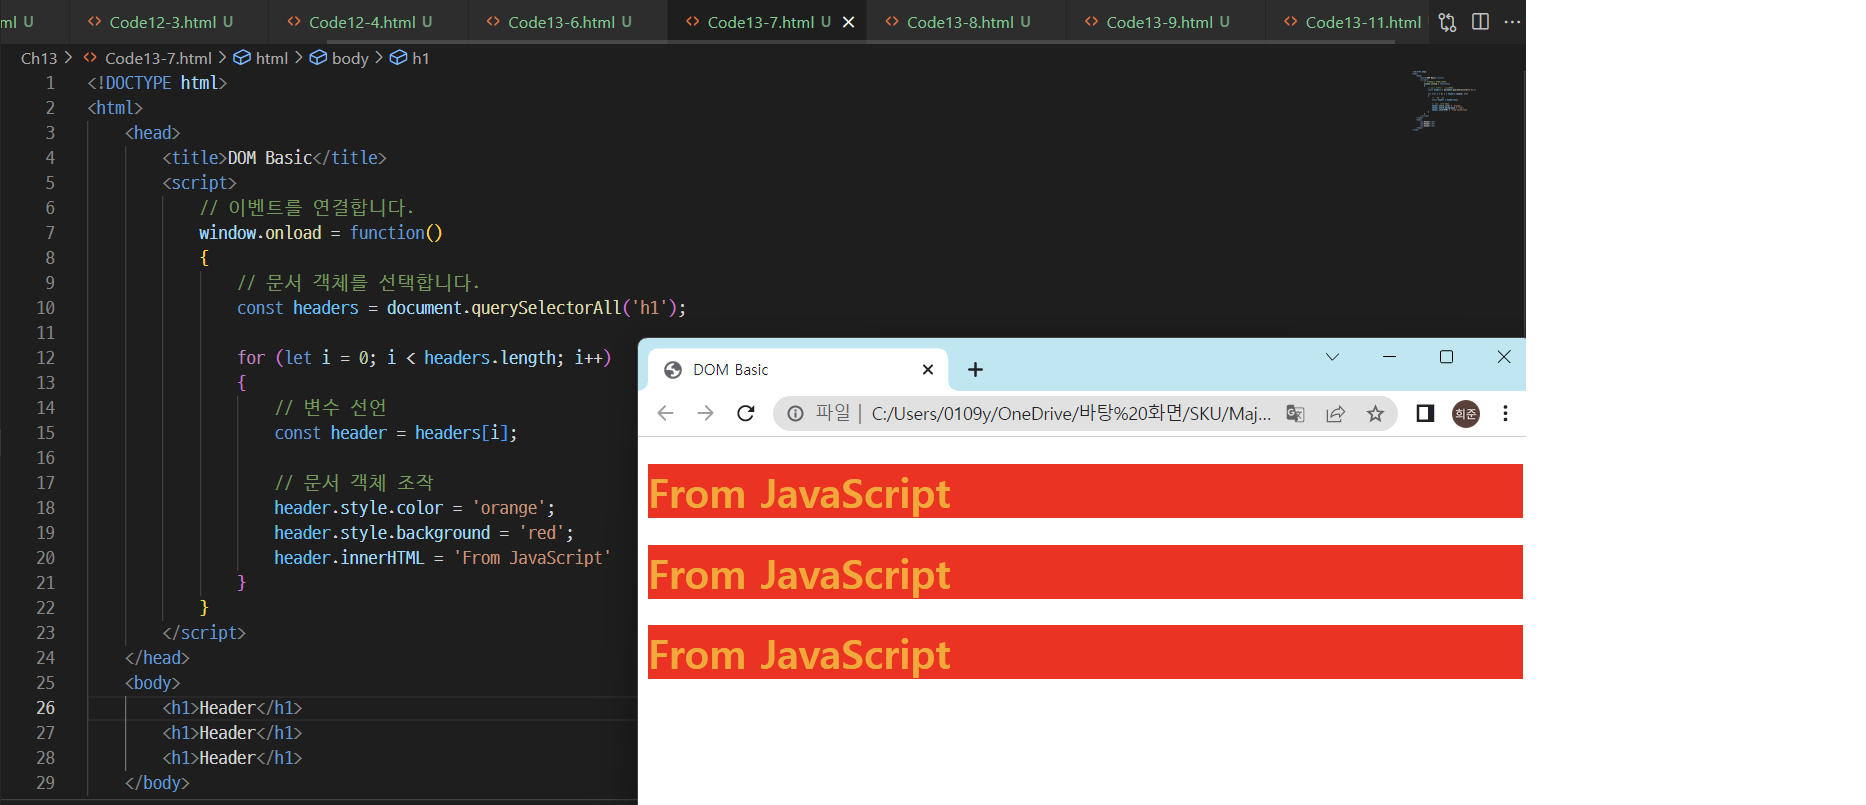 ml U Code12-3.html U Code12-4.html U Code13-6.html U Code13-7.html U Code13-8.html U Code13-9.html U Code13-11.html
Ch13 > Code13-7.html > html > body > h1
1 <!DOCTYPE html>
2 <html>
3 <head>
4 <title>DOM Basic</title>
5 <script>
6 // 이벤트를 연결합니다.
7 window.onload = function()
8 {
9 // 문서 객체를 선택합니다.
10 const headers = document.querySelectorAll('h1');
11
12 for (let i = 0; i < headers.length; i++)
13 {
14 // 변수 선언
15 const header = headers[i];
16
17 // 문서 객체 조작
18 header.style.color = 'orange';
19 header.style.background = 'red';
20 header.innerHTML = 'From JavaScript'
21 }
22 }
23 </script>
24 </head>
25 <body>
26 <h1>Header</h1>
27 <h1>Header</h1>
28 <h1>Header</h1>
29 </body>
DOM Basic
파일 | C:/Users/0109y/OneDrive/바탕%20화면/SKU/Maj... 희준
From JavaScript
From JavaScript
From JavaScript